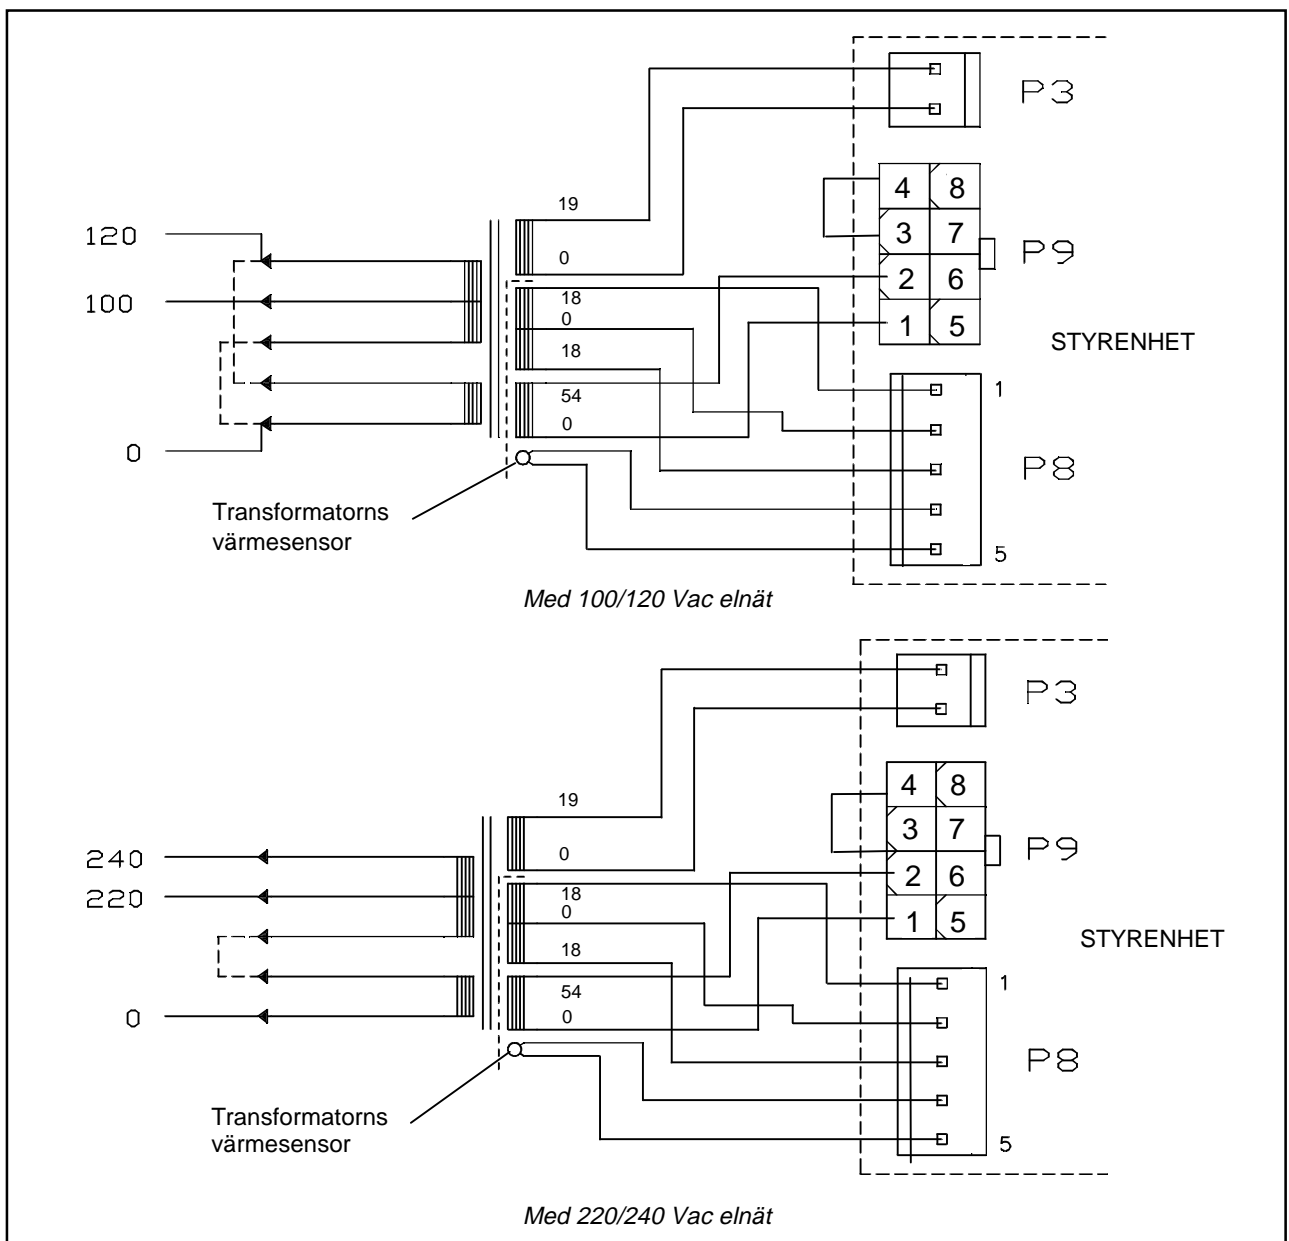 P3
19
4 8
120
0
3 7
P9
100
18
2 6
0
1 5
STYRENHET
18
1
54
0
0
P8
Transformatorns
värmesensor
5
Med 100/120 Vac elnät
P3
19
4 8
3 7
P9
240
0
2 6
220
18
0
1 5
STYRENHET
18
1
54
0
0
P8
Transformatorns
värmesensor
5
Med 220/240 Vac elnät